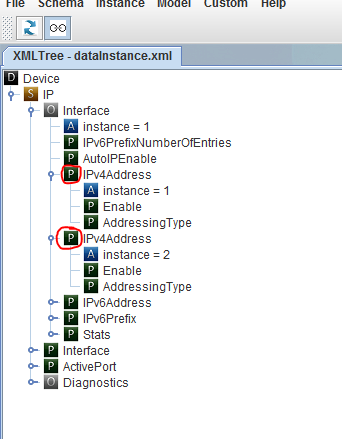 File Schema Instance Model Custom Help
XMLTree - dataInstance.xml
D Device
S IP
O Interface
A instance = 1
P IPv6PrefixNumberOfEntries
P AutoIPEnable
P IPv4Address
A instance = 1
P Enable
P AddressingType
P IPv4Address
A instance = 2
P Enable
P AddressingType
P IPv6Address
P IPv6Prefix
P Stats
P Interface
P ActivePort
O Diagnostics